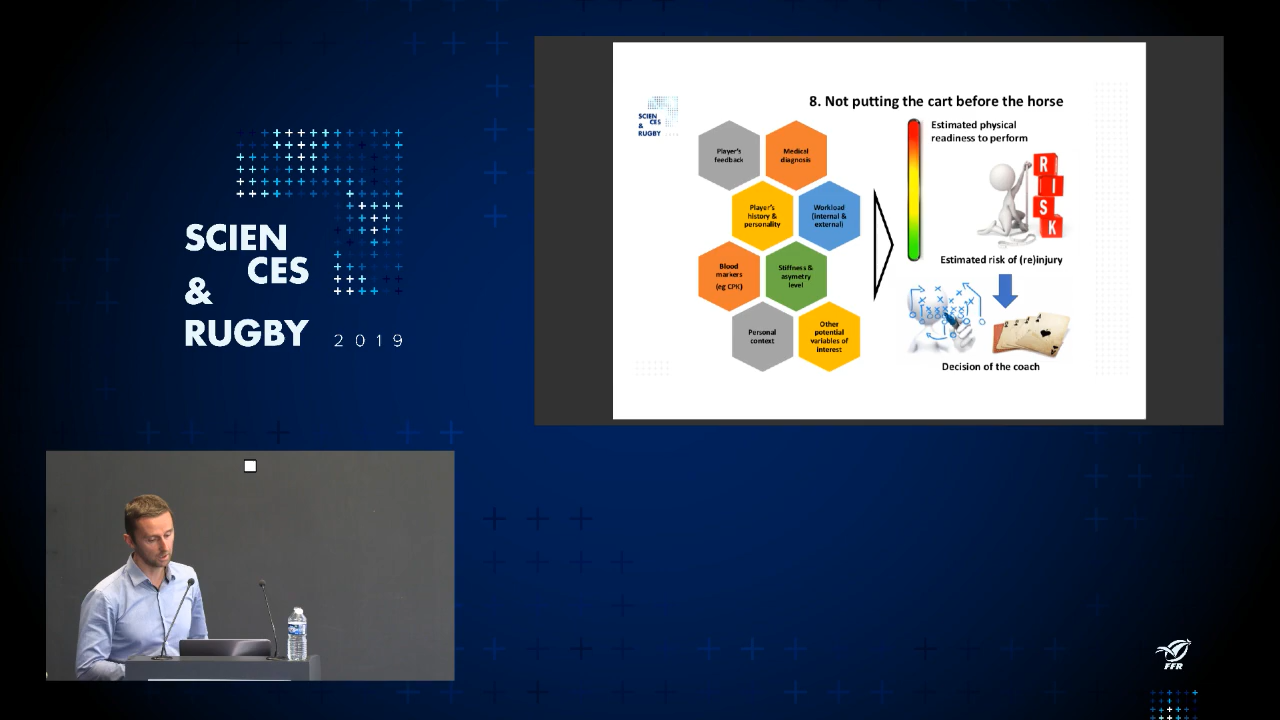 SCIEN
CES
&
RUGBY 2019
8. Not putting the cart before the horse
SCIEN
CES
&
RUGBY
Player's
feedback
Medical
diagnosis
Player's
history &
personality
Workload
(internal &
external)
Blood
markers
(eg CPK)
Stiffness &
asymetry
level
Personal
context
Other
potential
variables of
interest
Estimated physical
readiness to perform
R
I
S
K
Estimated risk of (re)injury
Decision of the coach
FFR